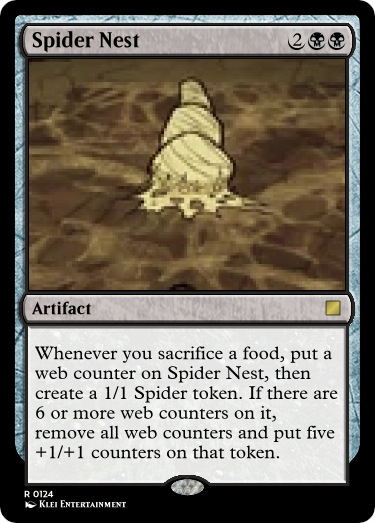 Spider Nest 2
Artifact
Whenever you sacrifice a food, put a
web counter on Spider Nest, then
create a 1/1 Spider token. If there are
6 or more web counters on it,
remove all web counters and put five
+1/+1 counters on that token.
R 0124
Klei Entertainment